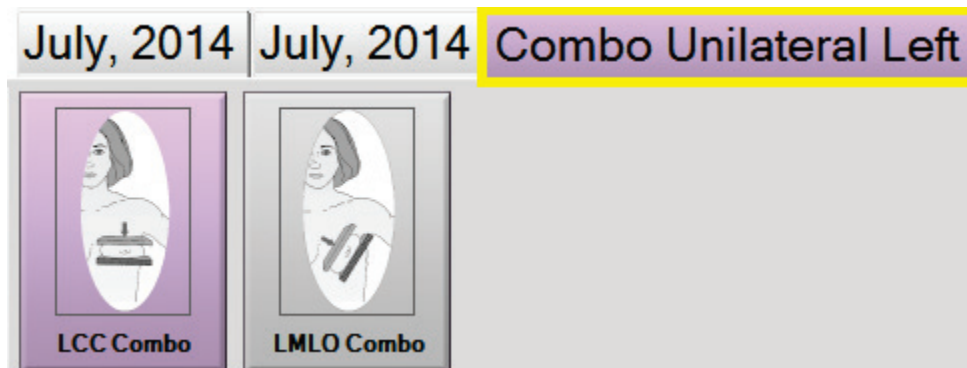 July, 2014 July, 2014 Combo Unilateral Left
LCC Combo LMLO Combo